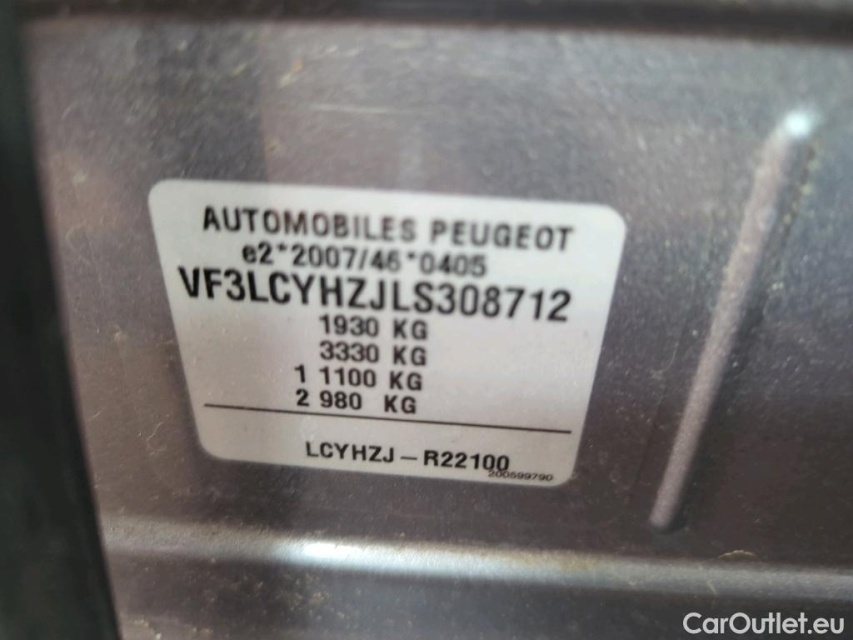 AUTOMOBILES PEUGEOT
e2*2007/46*0405
VF3LCYHZJLS308712
1930 KG
3330 KG
1 1100 KG
2 980 KG
LCYHZJ – R22100
200599790
CarOutlet.eu